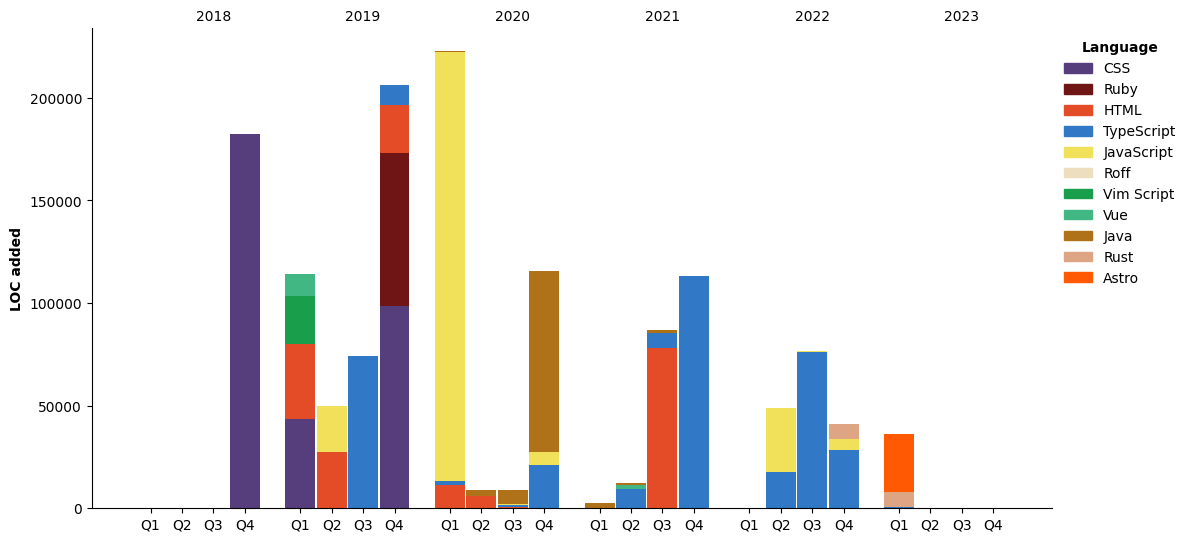 2018 2019 2020 2021 2022 2023
LOC added
200000
150000
100000
50000
0
Q1 Q2 Q3 Q4 Q1 Q2 Q3 Q4 Q1 Q2 Q3 Q4 Q1 Q2 Q3 Q4 Q1 Q2 Q3 Q4 Q1 Q2 Q3 Q4
Language
CSS
Ruby
HTML
TypeScript
JavaScript
Roff
Vim Script
Vue
Java
Rust
Astro